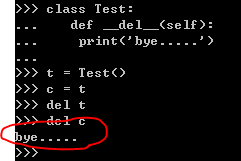 >>> class Test:
...     def __del__(self):
...      print('bye.....')
...
>>> t = Test()
>>> c = t
>>> del t
>>> del c
bye.....
>>>